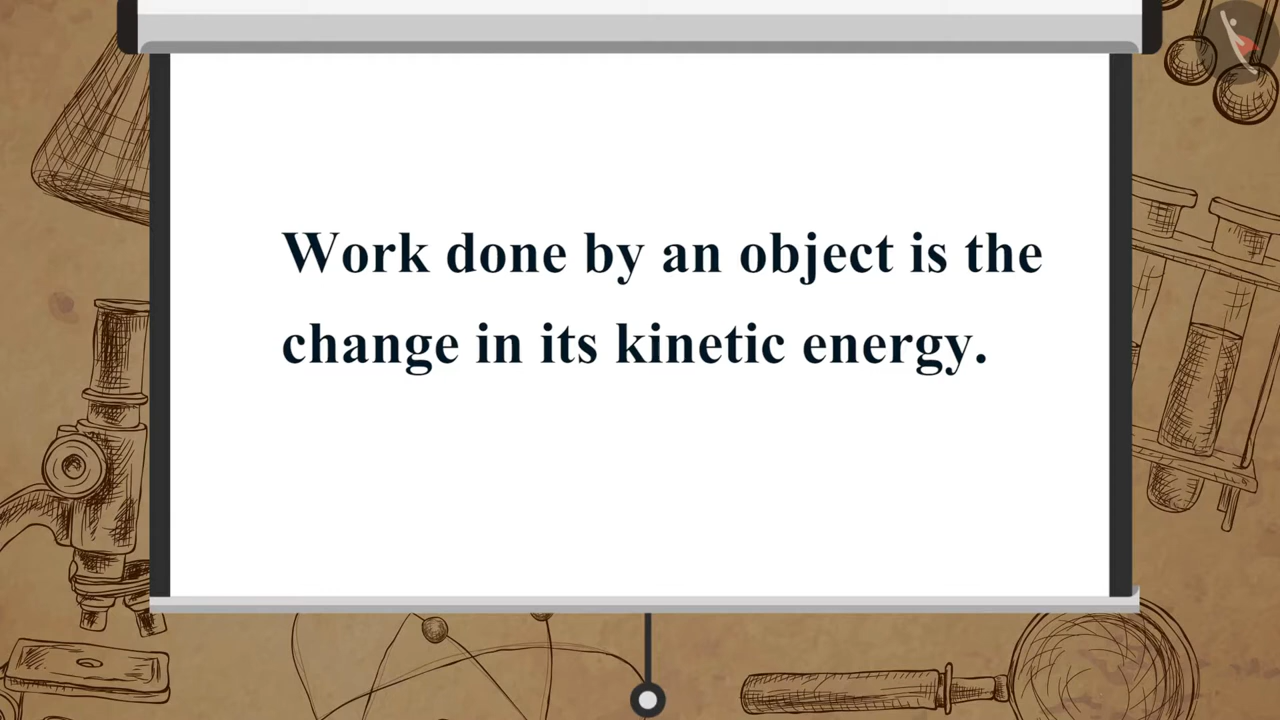 Work done by an object is the
change in its kinetic energy.